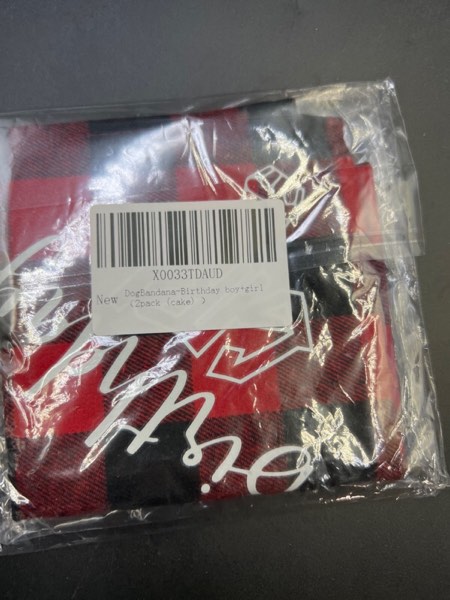 X0033TDAUD
New DogBandana-Birthday boy+girl
(2pack (cake) )